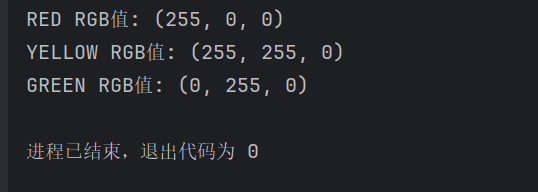 RED RGB值: (255, 0, 0)
YELLOW RGB值: (255, 255, 0)
GREEN RGB值: (0, 255, 0)
进程已结束，退出代码为 0